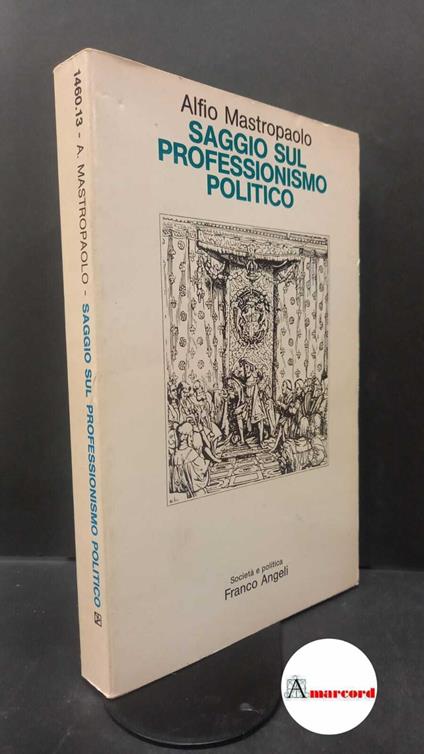 1460.13 - A. MASTROPAOLO - SAGGIO SUL PROFESSIONISMO POLITICO
Alfio Mastropaolo
SAGGIO SUL
PROFESSIONISMO
POLITICO
Società e politica
Franco Angeli
Amarcord